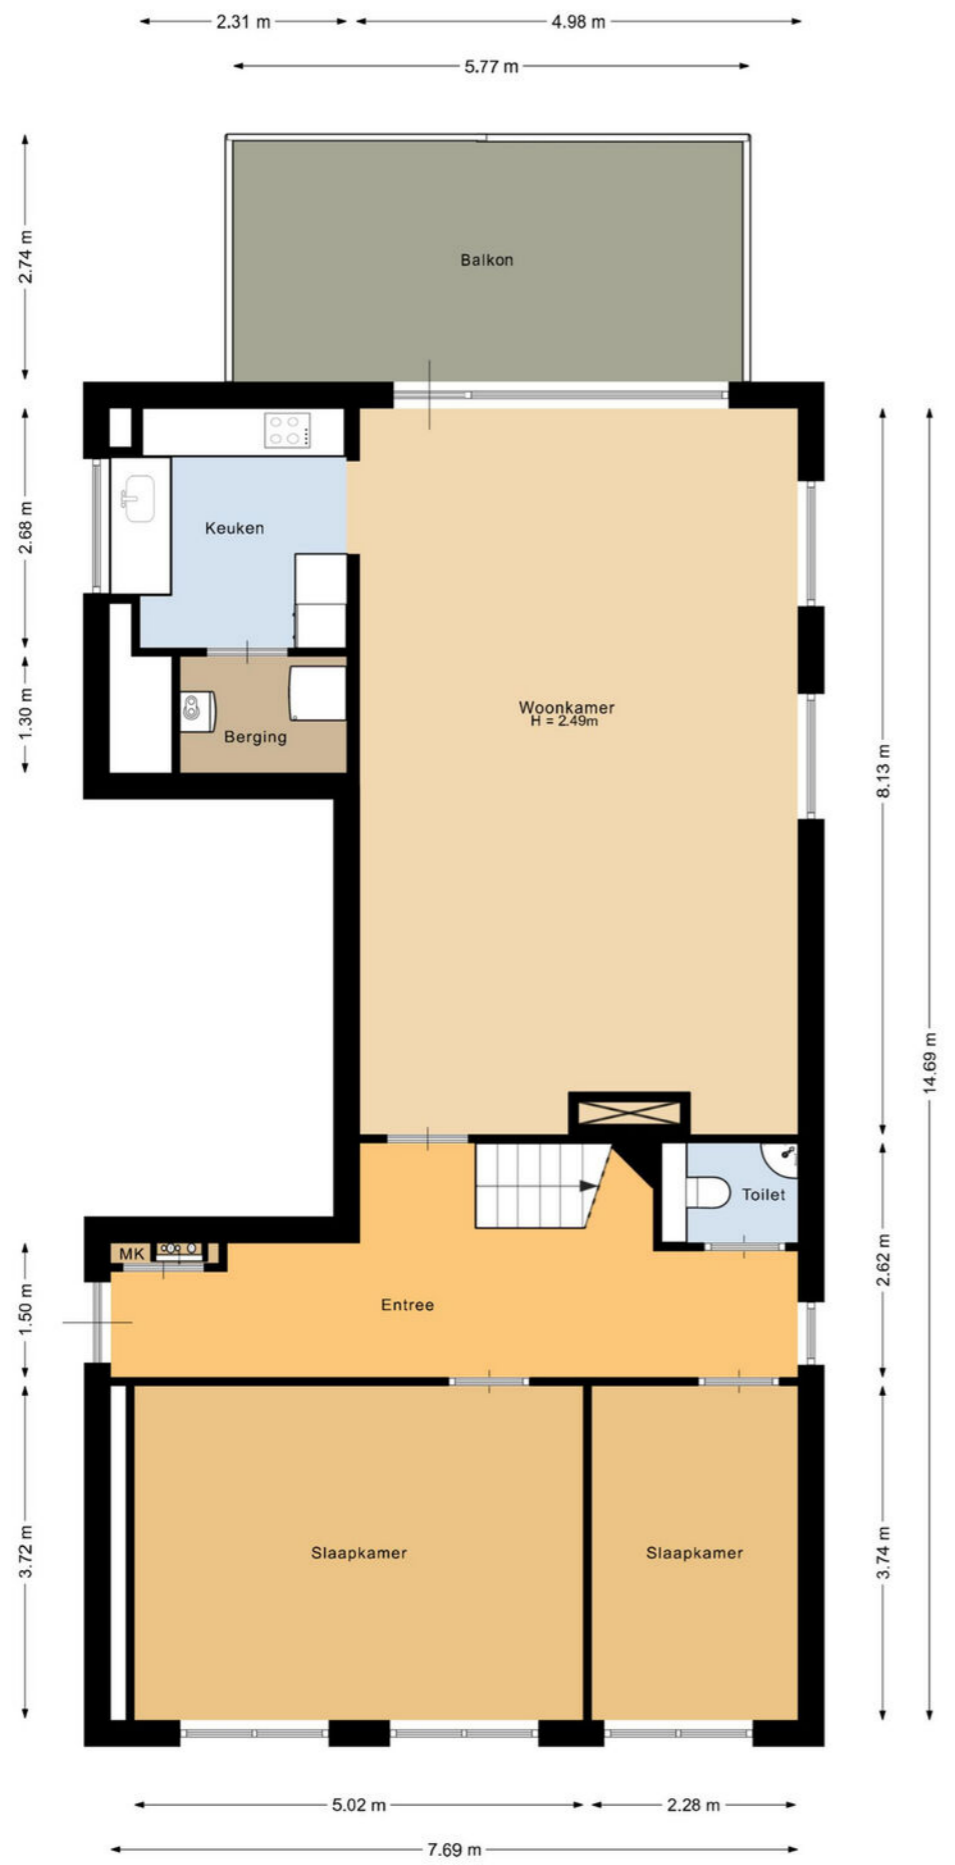 2.31 m
4.98 m
5.77 m
2.74 m
Balkon
2.68 m
Keuken
1.30 m
Berging
Woonkamer
H = 2.49m
8.13 m
14.69 m
Toilet
2.62 m
MK
Entree
1.50 m
3.72 m
Slaapkamer
Slaapkamer
3.74 m
5.02 m
2.28 m
7.69 m